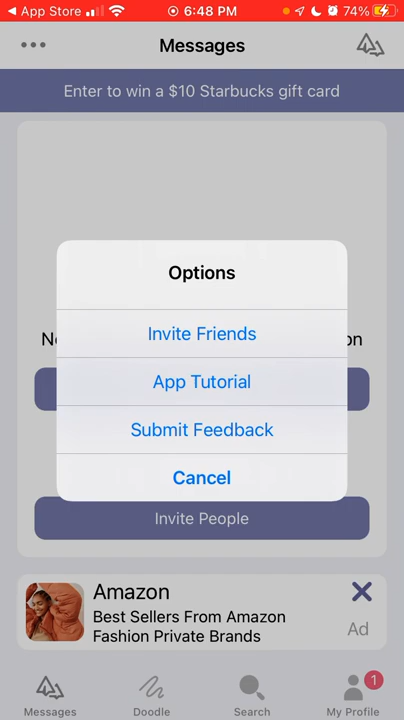 App Store 6:48 PM 74%
Messages
Enter to win a $10 Starbucks gift card
Options
Invite Friends
App Tutorial
Submit Feedback
Cancel
Invite People
Amazon
Best Sellers From Amazon
Fashion Private Brands
Ad
Messages Doodle Search My Profile 1